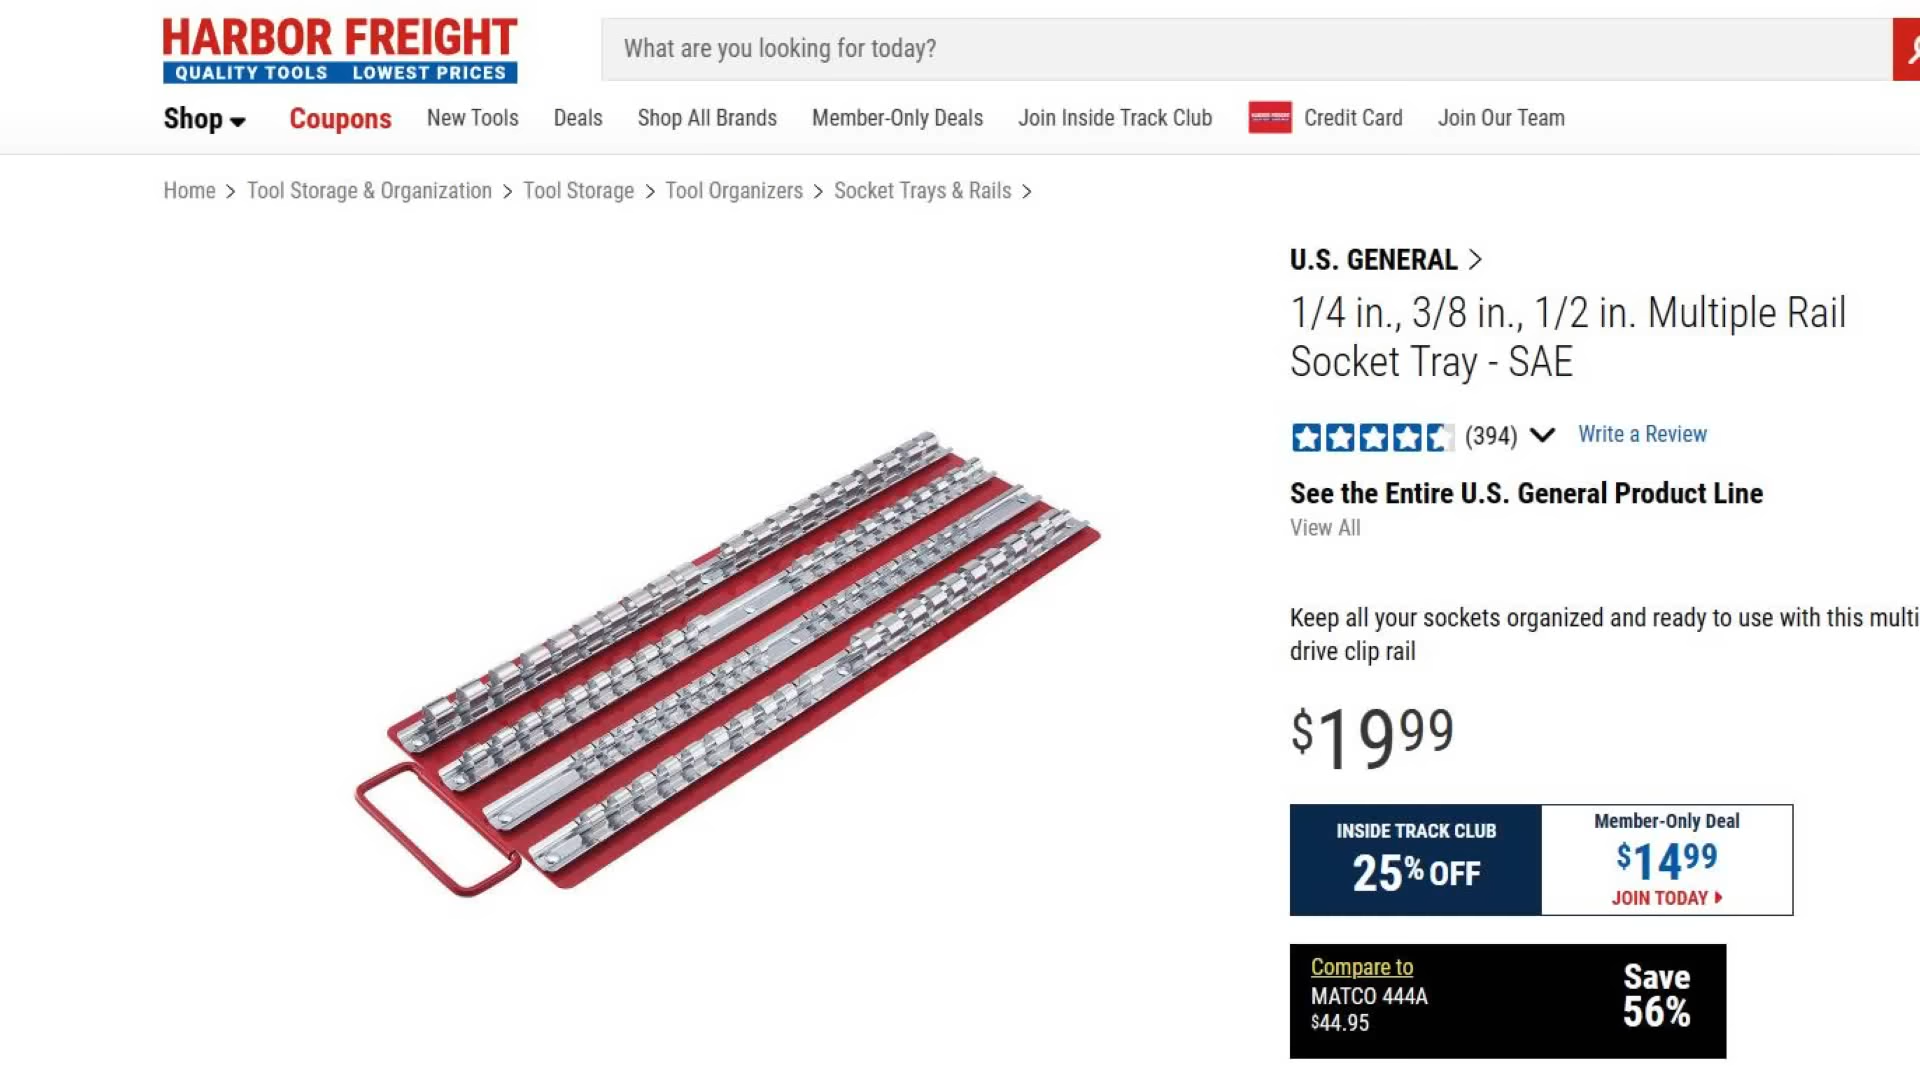 HARBOR FREIGHT
QUALITY TOOLS LOWEST PRICES
What are you looking for today?
Shop Coupons New Tools Deals Shop All Brands Member-Only Deals Join Inside Track Club Credit Card Join Our Team
Home > Tool Storage & Organization > Tool Storage > Tool Organizers > Socket Trays & Rails >
U.S. GENERAL >
1/4 in., 3/8 in., 1/2 in. Multiple Rail
Socket Tray - SAE
(394) Write a Review
See the Entire U.S. General Product Line
View All
Keep all your sockets organized and ready to use with this multi
drive clip rail
$19 99
INSIDE TRACK CLUB
25% OFF
Member-Only Deal
$14 99
JOIN TODAY
Compare to
MATCO 444A
$44.95
Save
56%